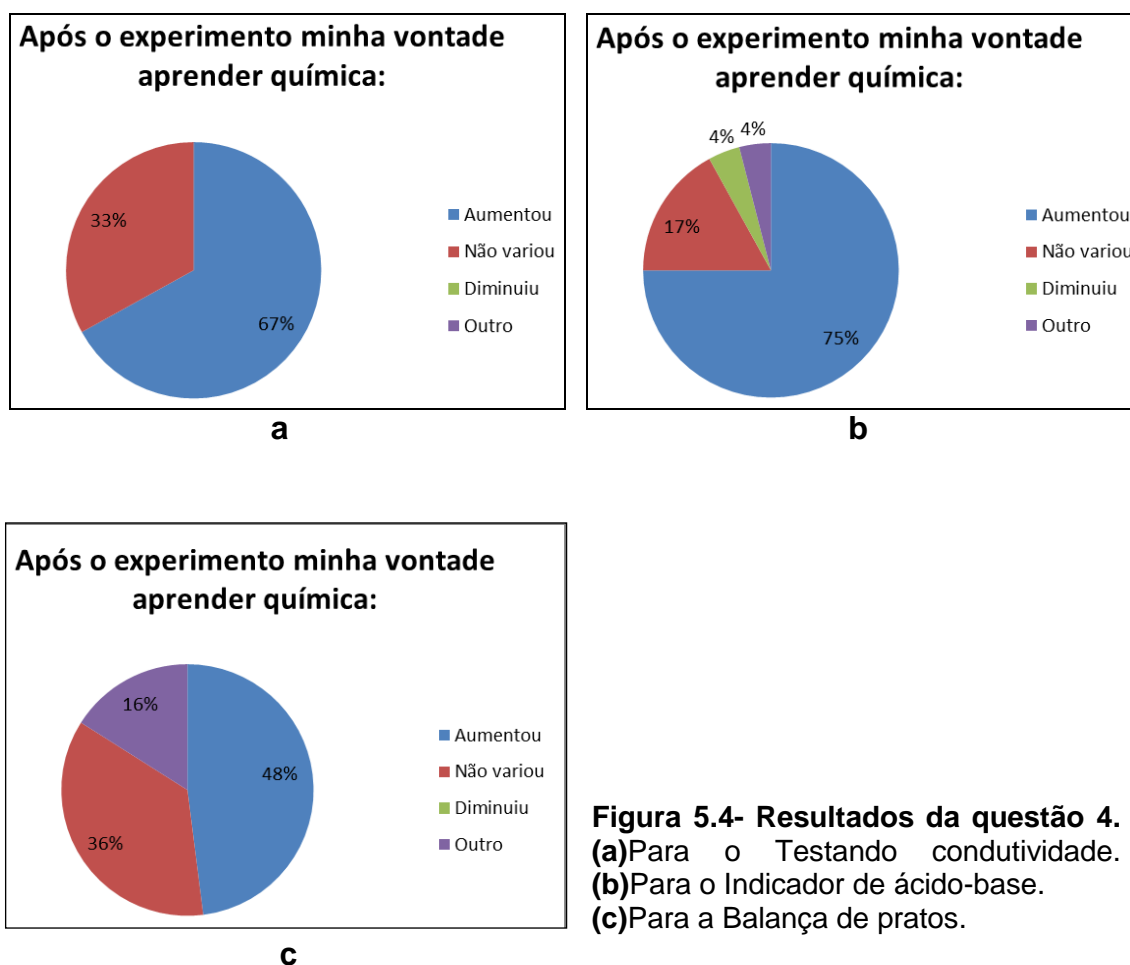 Após o experimento minha vontade
aprender química:
33%
67%
Aumentou
Não variou
Diminuiu
Outro
a
Após o experimento minha vontade
aprender química:
4%
4%
17%
75%
Aumentou
Não variou
Diminuiu
Outro
b
Após o experimento minha vontade
aprender química:
16%
48%
36%
Aumentou
Não variou
Diminuiu
Outro
c
Figura 5.4- Resultados da questão 4.
(a)Para o Testando condutividade.
(b)Para o Indicador de ácido-base.
(c)Para a Balança de pratos.